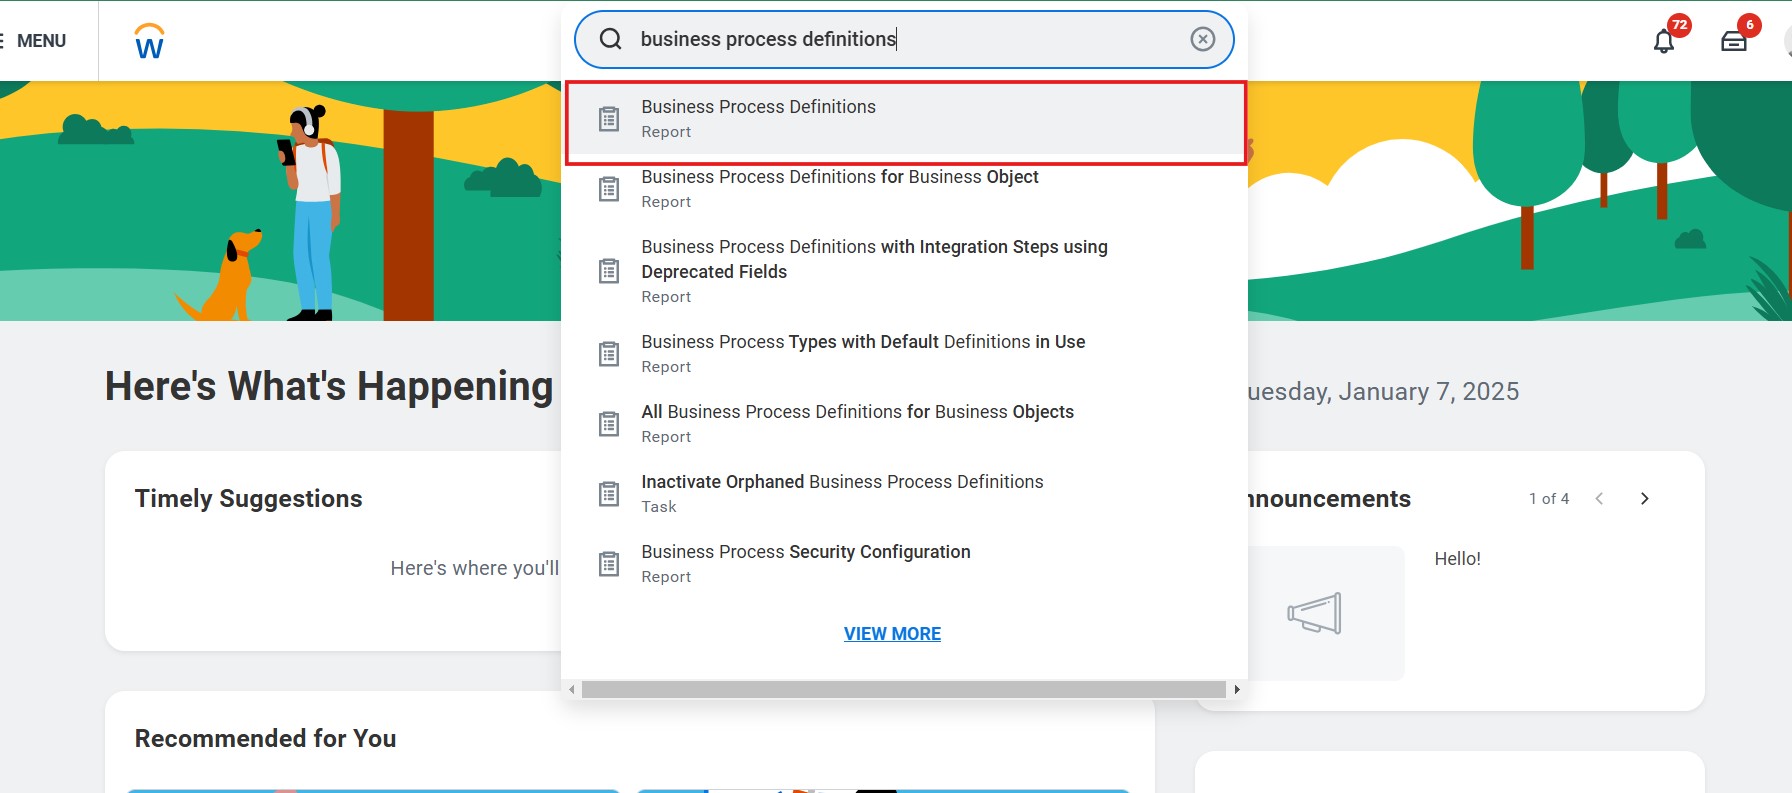 MENU
W
business process definitions
72
6
Business Process Definitions
Report
Business Process Definitions for Business Object
Report
Business Process Definitions with Integration Steps using
Deprecated Fields
Report
Business Process Types with Default Definitions in Use
Report
All Business Process Definitions for Business Objects
Report
Inactivate Orphaned Business Process Definitions
Task
Business Process Security Configuration
Report
VIEW MORE
Here's What's Happening
uesday, January 7, 2025
Timely Suggestions
Here's where you'll
nnouncements
1 of 4
Hello!
Recommended for You